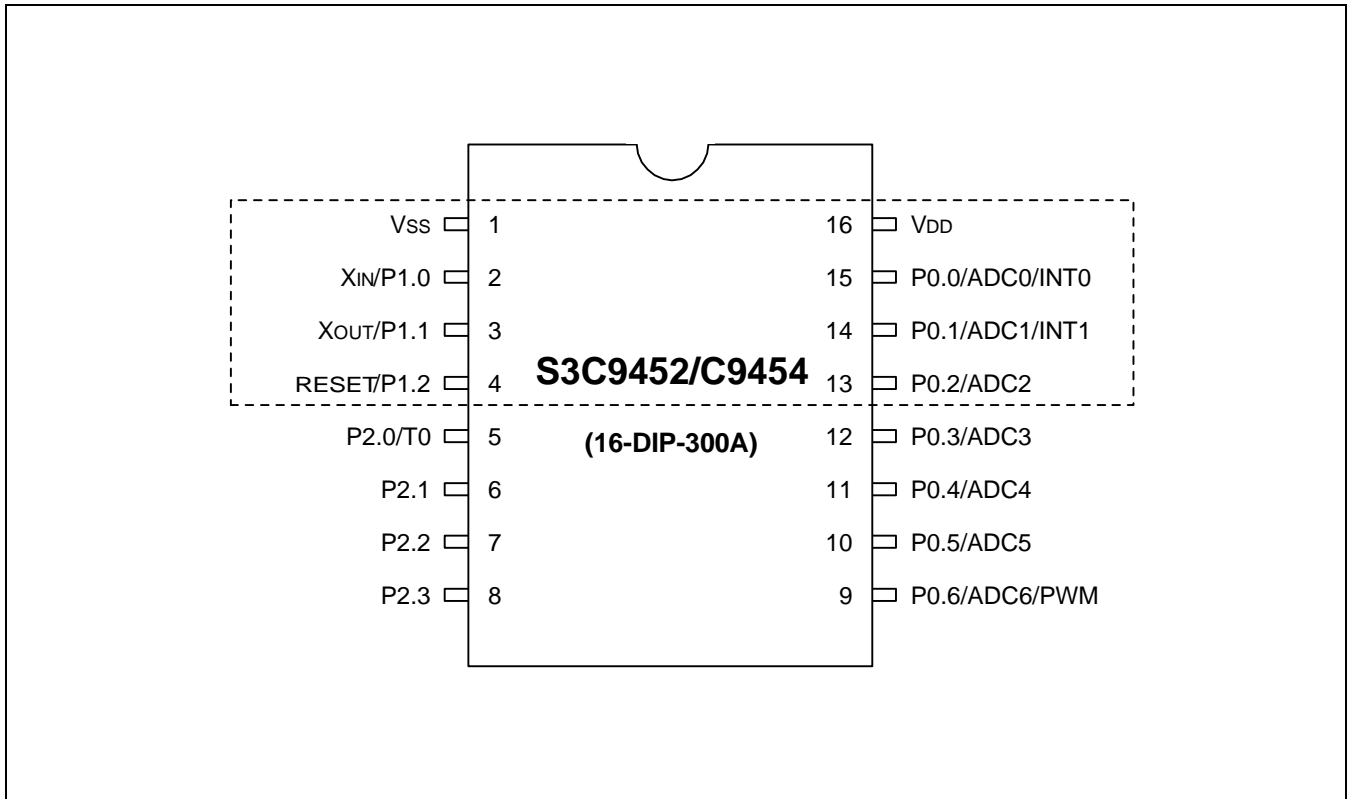 VSS 1 16 VDD
XIN/P1.0 2 15 P0.0/ADC0/INT0
XOUT/P1.1 3 14 P0.1/ADC1/INT1
S3C9452/C9454
RESET/P1.2 4 13 P0.2/ADC2
P2.0/T0 5 (16-DIP-300A) 12 P0.3/ADC3
P2.1 6 11 P0.4/ADC4
P2.2 7 10 P0.5/ADC5
P2.3 8 9 P0.6/ADC6/PWM